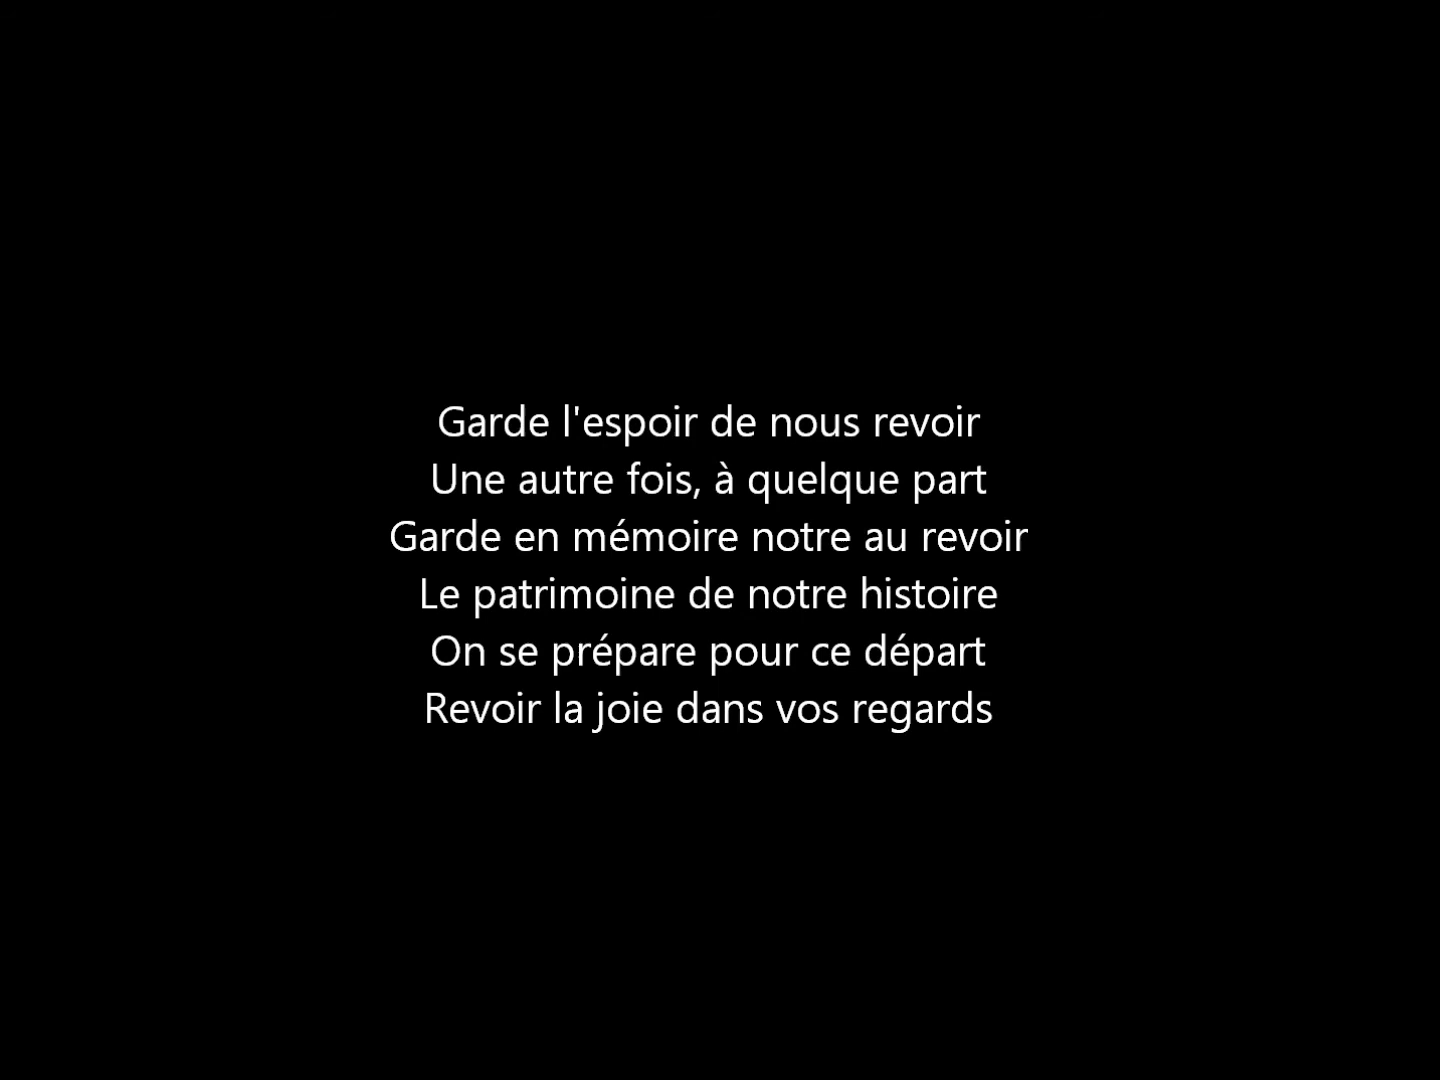 Garde l'espoir de nous revoir
Une autre fois, à quelque part
Garde en mémoire notre au revoir
Le patrimoine de notre histoire
On se prépare pour ce départ
Revoir la joie dans vos regards